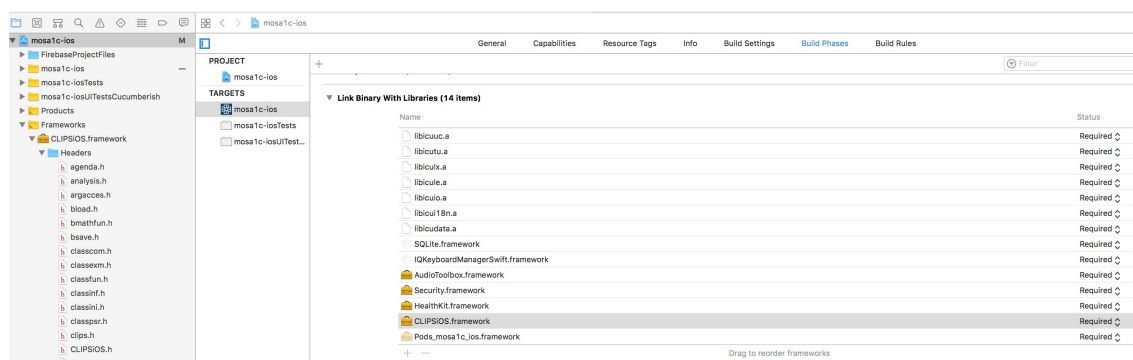 mosa1c-ios
mosa1c-ios M
FirebaseProjectFiles
mosa1c-ios
mosa1c-iosTests
mosa1c-iosUITestsCucumberish
Products
Frameworks
CLIPSiOS.framework
Headers
agenda.h
analysis.h
argacces.h
bload.h
bmathfun.h
bsave.h
classcom.h
classexm.h
classfun.h
classinf.h
classini.h
classpsr.h
clips.h
CLIPSiOS.h
General Capabilities Resource Tags Info Build Settings Build Phases Build Rules
PROJECT
mosa1c-ios
TARGETS
mosa1c-ios
mosa1c-iosTests
mosa1c-iosUITest...
Filter
Link Binary With Libraries (14 items)
Name Status
libicuuc.a Required
libicutu.a Required
libiculx.a Required
libicule.a Required
libicuio.a Required
libicui18n.a Required
libicudata.a Required
SQLite.framework Required
IQKeyboardManagerSwift.framework Required
AudioToolbox.framework Required
Security.framework Required
HealthKit.framework Required
CLIPSiOS.framework Required
Pods_mosa1c_ios.framework Required
Drag to reorder frameworks